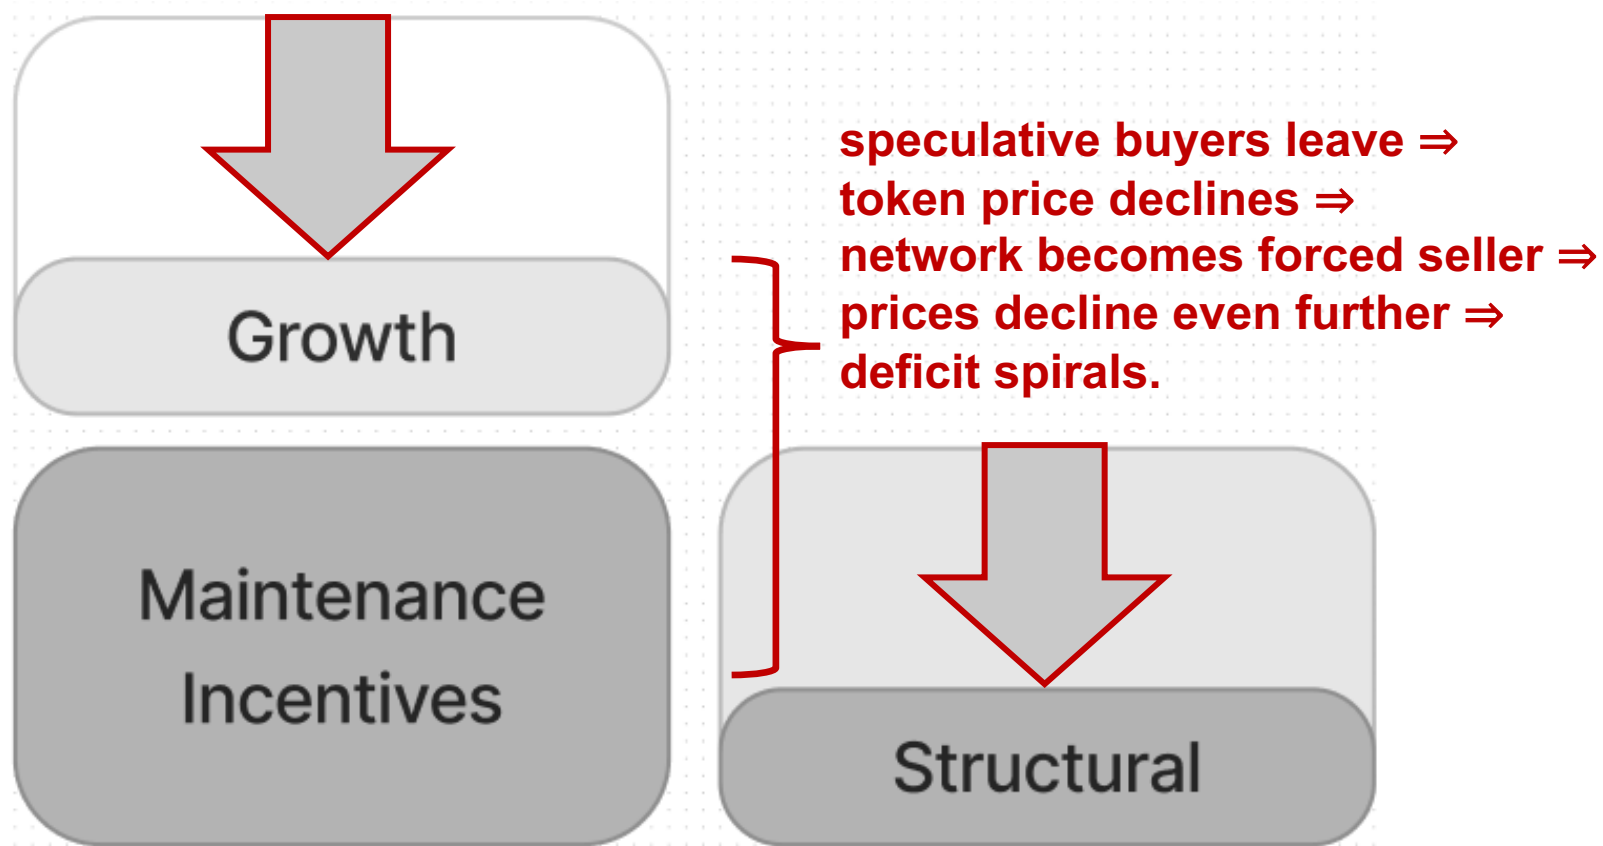 speculative buyers leave ⇒
token price declines ⇒
network becomes forced seller ⇒
prices decline even further ⇒
deficit spirals.
Growth
Maintenance
Incentives
Structural